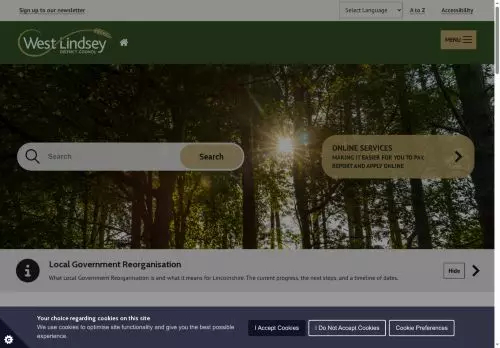 Sign up to our newsletter
Select Language
A to Z
Accessibility
West Lindsey
DISTRICT COUNCIL
MENU
Search
Search
ONLINE SERVICES
MAKING IT EASIER FOR YOU TO PAY,
REPORT AND APPLY ONLINE
Local Government Reorganisation
What Local Government Reorganisation is and what it means for Lincolnshire. The current progress, the next steps, and a timeline of dates.
Hide
Your choice regarding cookies on this site
We use cookies to optimise site functionality and give you the best possible
experience.
I Accept Cookies
I Do Not Accept Cookies
Cookie Preferences